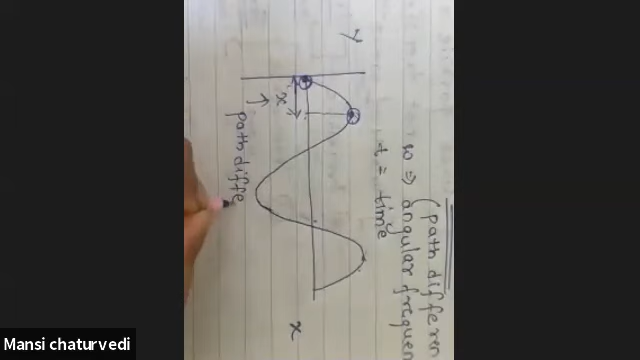 (path differen
w ⇒ angular frequen
t = time
y
x
x
path diffe
Mansi chaturvedi